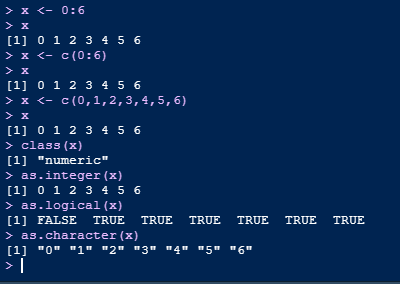 > x <- 0:6
> x
[1] 0 1 2 3 4 5 6
> x <- c(0:6)
> x
[1] 0 1 2 3 4 5 6
> x <- c(0,1,2,3,4,5,6)
> x
[1] 0 1 2 3 4 5 6
> class(x)
[1] "numeric"
> as.integer(x)
[1] 0 1 2 3 4 5 6
> as.logical(x)
[1] FALSE  TRUE  TRUE  TRUE  TRUE  TRUE  TRUE
> as.character(x)
[1] "0" "1" "2" "3" "4" "5" "6"
>